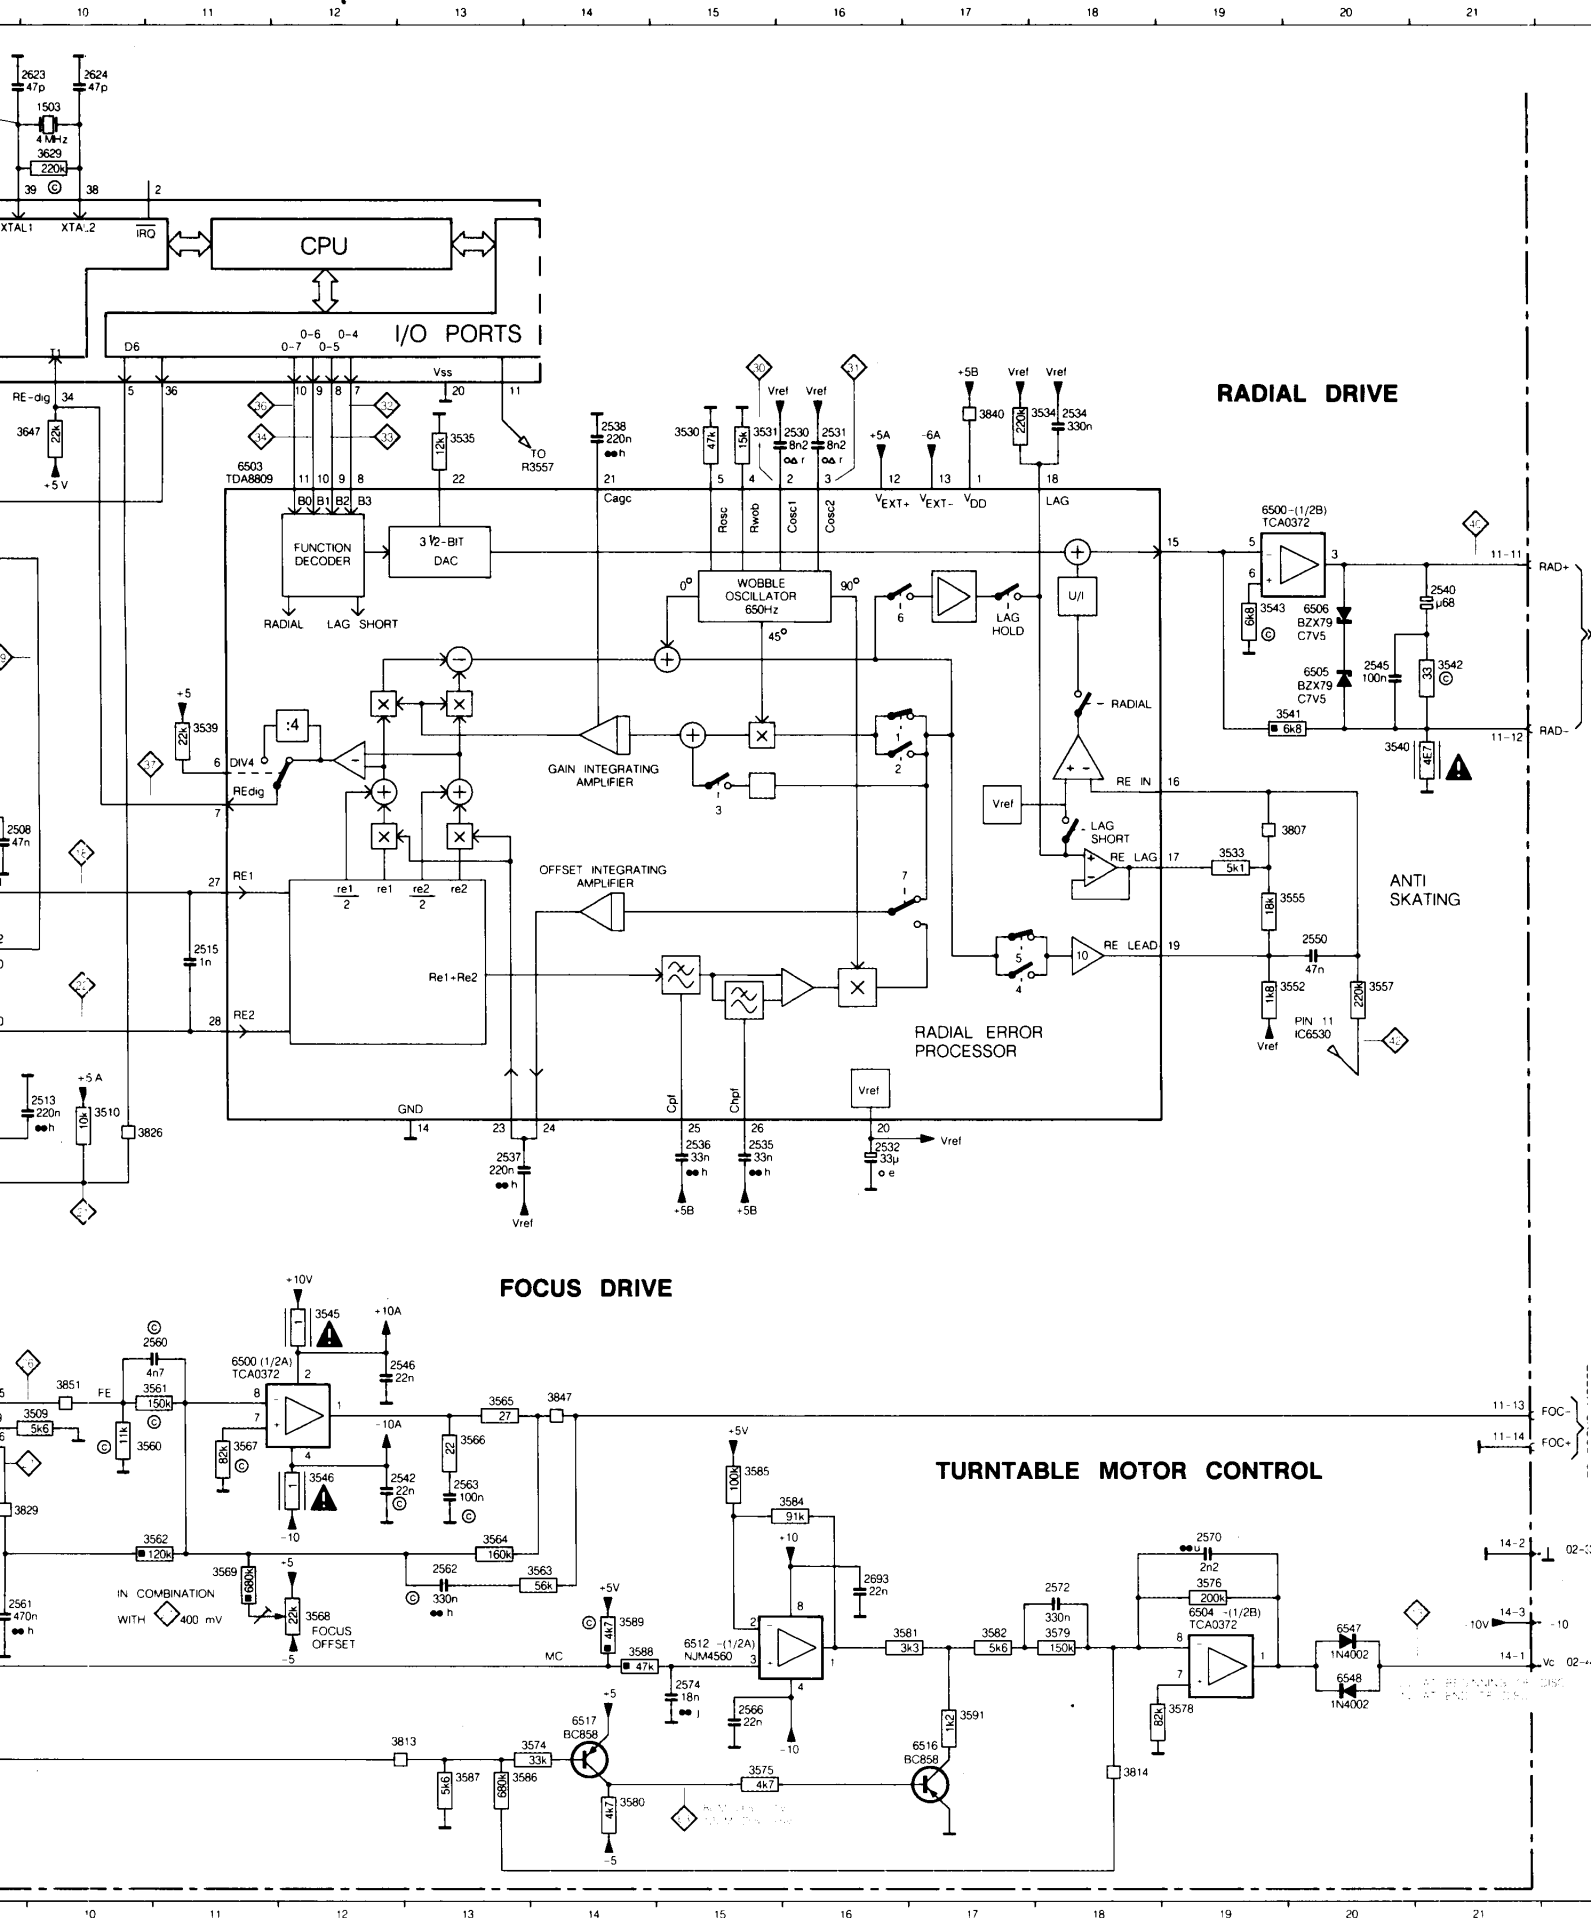 10 11 12 13 14 15 16 17 18 19 20 21
2623 47p
2624 47p
1503
4 MHz
3629
220k
©
39 38 2
XTAL1 XTAL2 IRQ
CPU
I/O PORTS
T1 D6 0-7 0-6 0-5 0-4
Vss
RE-dig 34 5 36 10 9 8 7 20 11
3647 22k
+5V
36 34 32 33
3535 12k
TO R3557
6503
TDA8809
11 10 9 8 22
B0 B1 B2 B3
FUNCTION DECODER
3 1/2-BIT DAC
RADIAL LAG SHORT
2538 220n h
21
Cagc
30 31
Vref Vref
3530 47k
3531 15k
2530 8n2 r
2531 8n2 r
5 4 2 3
Rosc Rwob Cosc1 Cosc2
+5A -6A
+5B
3840
12 13 1
VEXT+ VEXT- VDD
Vref Vref
3534 220k
2534 330n
18
LAG
RADIAL DRIVE
WOBBLE OSCILLATOR 650Hz
0° 90° 45°
6
LAG HOLD
U/I
15
6500-(1/2B)
TCA0372
5 6 3
40
11-11 RAD+
3543 6k8 ©
6506 BZX79 C7V5
2540 µ68
6505 BZX79 C7V5
2545 100n
3542 33 ©
3541 6k8
11-12 RAD-
3540 4E7
+5
3539 22k
37
:4
6 DIV4
REdig
7
GAIN INTEGRATING AMPLIFIER
1
2
3
RADIAL
RE IN 16
Vref
LAG SHORT
RE LAG 17
3807
3533 5k1
3555 18k
ANTI SKATING
2508 47n
18
27 RE1
re1/2 re1 re2/2 re2
OFFSET INTEGRATING AMPLIFIER
7
2515 1n
Re1+Re2
5
4
10
RE LEAD 19
2550 47n
3552 1k8
Vref
3557 220k
PIN 11 IC6530
42
22
28 RE2
RADIAL ERROR PROCESSOR
Vref
2513 220n h
+5A
3510 10k
3826
GND
14 23 24
Cpf 25
Chpf 26
20
Vref
2537 220n h
Vref
2536 33n h
+5B
2535 33n h
+5B
2532 33µ e
FOCUS DRIVE
+10V
3545 1
+10A
2546 22n
-10A
© 2560 4n7
6500 (1/2A)
TCA0372
2 8 7 1 4
3851 FE
3561 150k ©
3509 5k6
3560 11k ©
3567 82k ©
3546 1
-10
2542 22n ©
3565 27
3847
3566 22
2563 100n ©
11-13 FOC-
11-14 FOC+
3829
3562 120k
3569 680k
+5
3568 22k
FOCUS OFFSET
-5
IN COMBINATION
WITH 400 mV
2561 470n h
3564 160k
2562 330n h ©
3563 56k
TURNTABLE MOTOR CONTROL
+5V
3585 100k
3584 91k
+10
2693 22n
+5V
3589 4k7 ©
MC
3588 47k
6512 -(1/2A)
NJM4560
8 2 3 1 4
2574 18n
2566 22n
-10
3581 3k3
3582 5k6
2572 330n
3579 150k
2570 2n2 u
3576 200k
6504 -(1/2B)
TCA0372
8 7 1
3578 82k
6547 1N4002
6548 1N4002
14-2
14-3 -10
10V
14-1 Vc
3813
3587 5k6
3586 680k
3574 33k
+5
6517 BC858
3580 4k7
-5
3575 4k7
6516 BC858
3591 1k2
3814
10 11 12 13 14 15 16 17 18 19 20 21